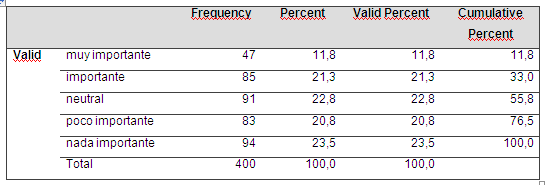 Frequency Percent Valid Percent Cumulative
Percent
Valid muy importante 47 11,8 11,8 11,8
importante 85 21,3 21,3 33,0
neutral 91 22,8 22,8 55,8
poco importante 83 20,8 20,8 76,5
nada importante 94 23,5 23,5 100,0
Total 400 100,0 100,0